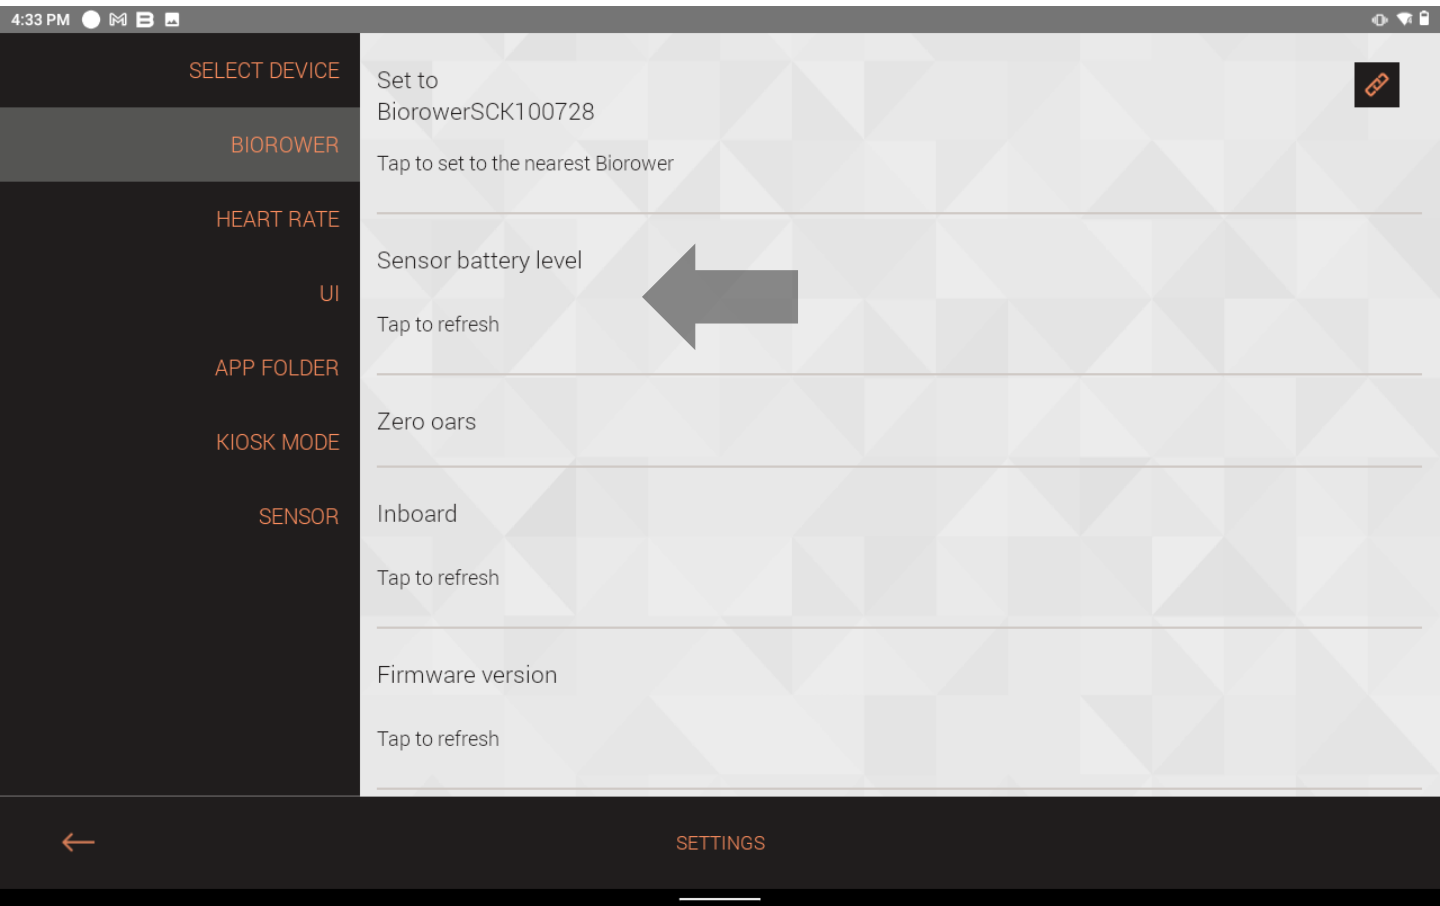 4:33 PM
SELECT DEVICE
BIOROWER
HEART RATE
UI
APP FOLDER
KIOSK MODE
SENSOR
Set to
BiorowerSCK100728
Tap to set to the nearest Biorower
Sensor battery level
Tap to refresh
Zero oars
Inboard
Tap to refresh
Firmware version
Tap to refresh
SETTINGS